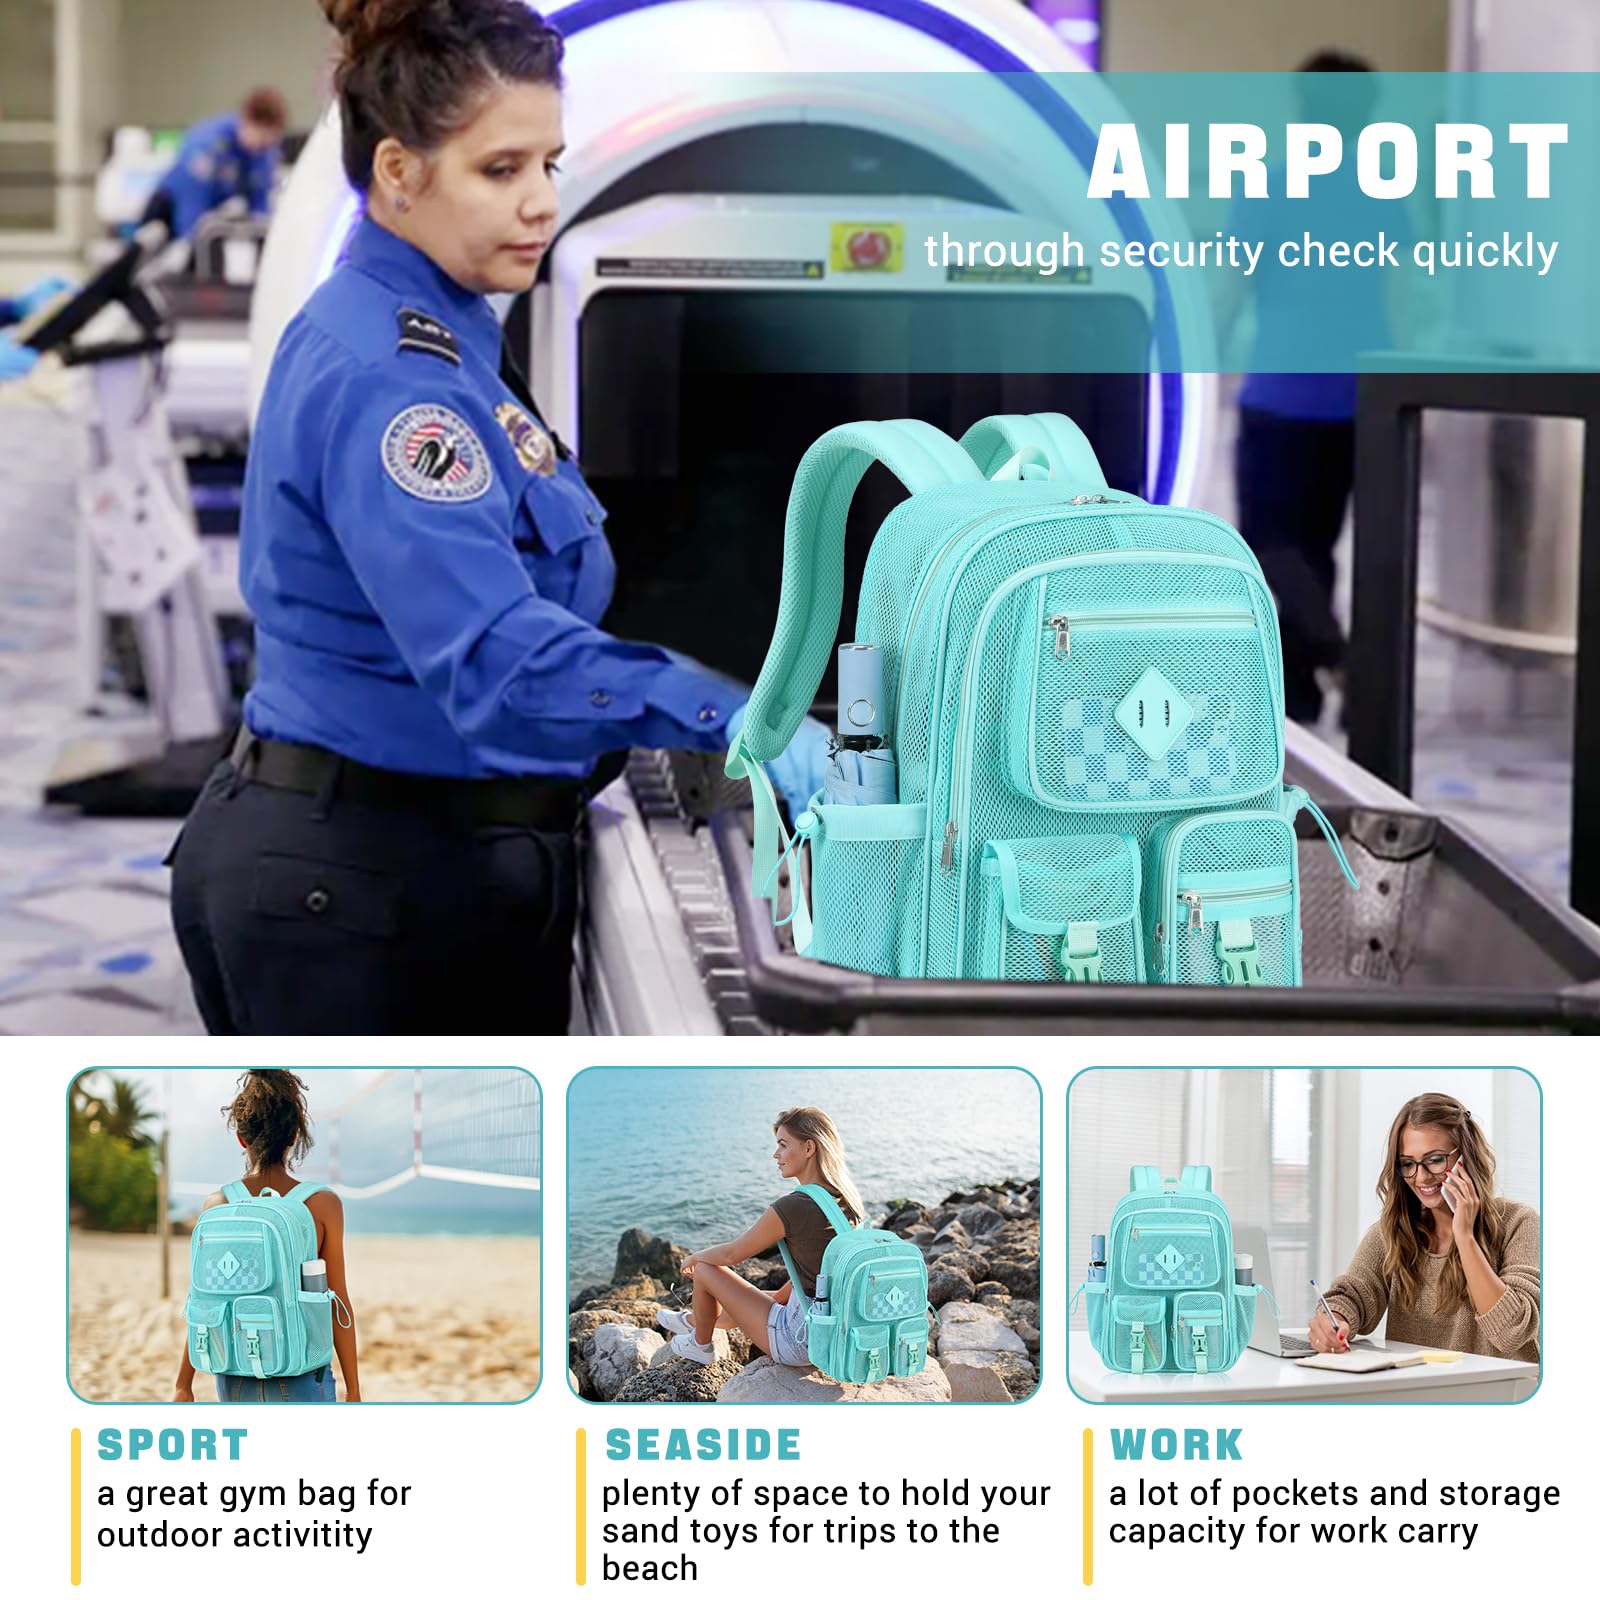 AIRPORT
through security check quickly
SPORT
a great gym bag for
outdoor activitity
SEASIDE
plenty of space to hold your
sand toys for trips to the
beach
WORK
a lot of pockets and storage
capacity for work carry